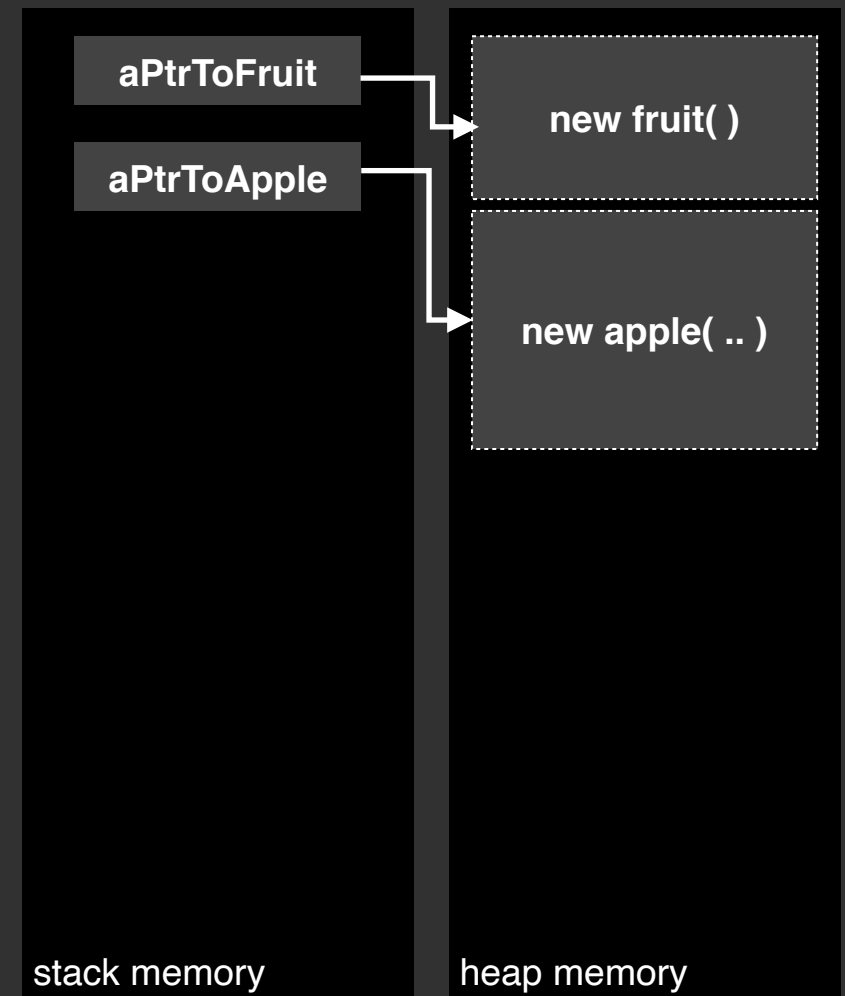 aPtrToFruit
new fruit( )
aPtrToApple
new apple( .. )
stack memory
heap memory